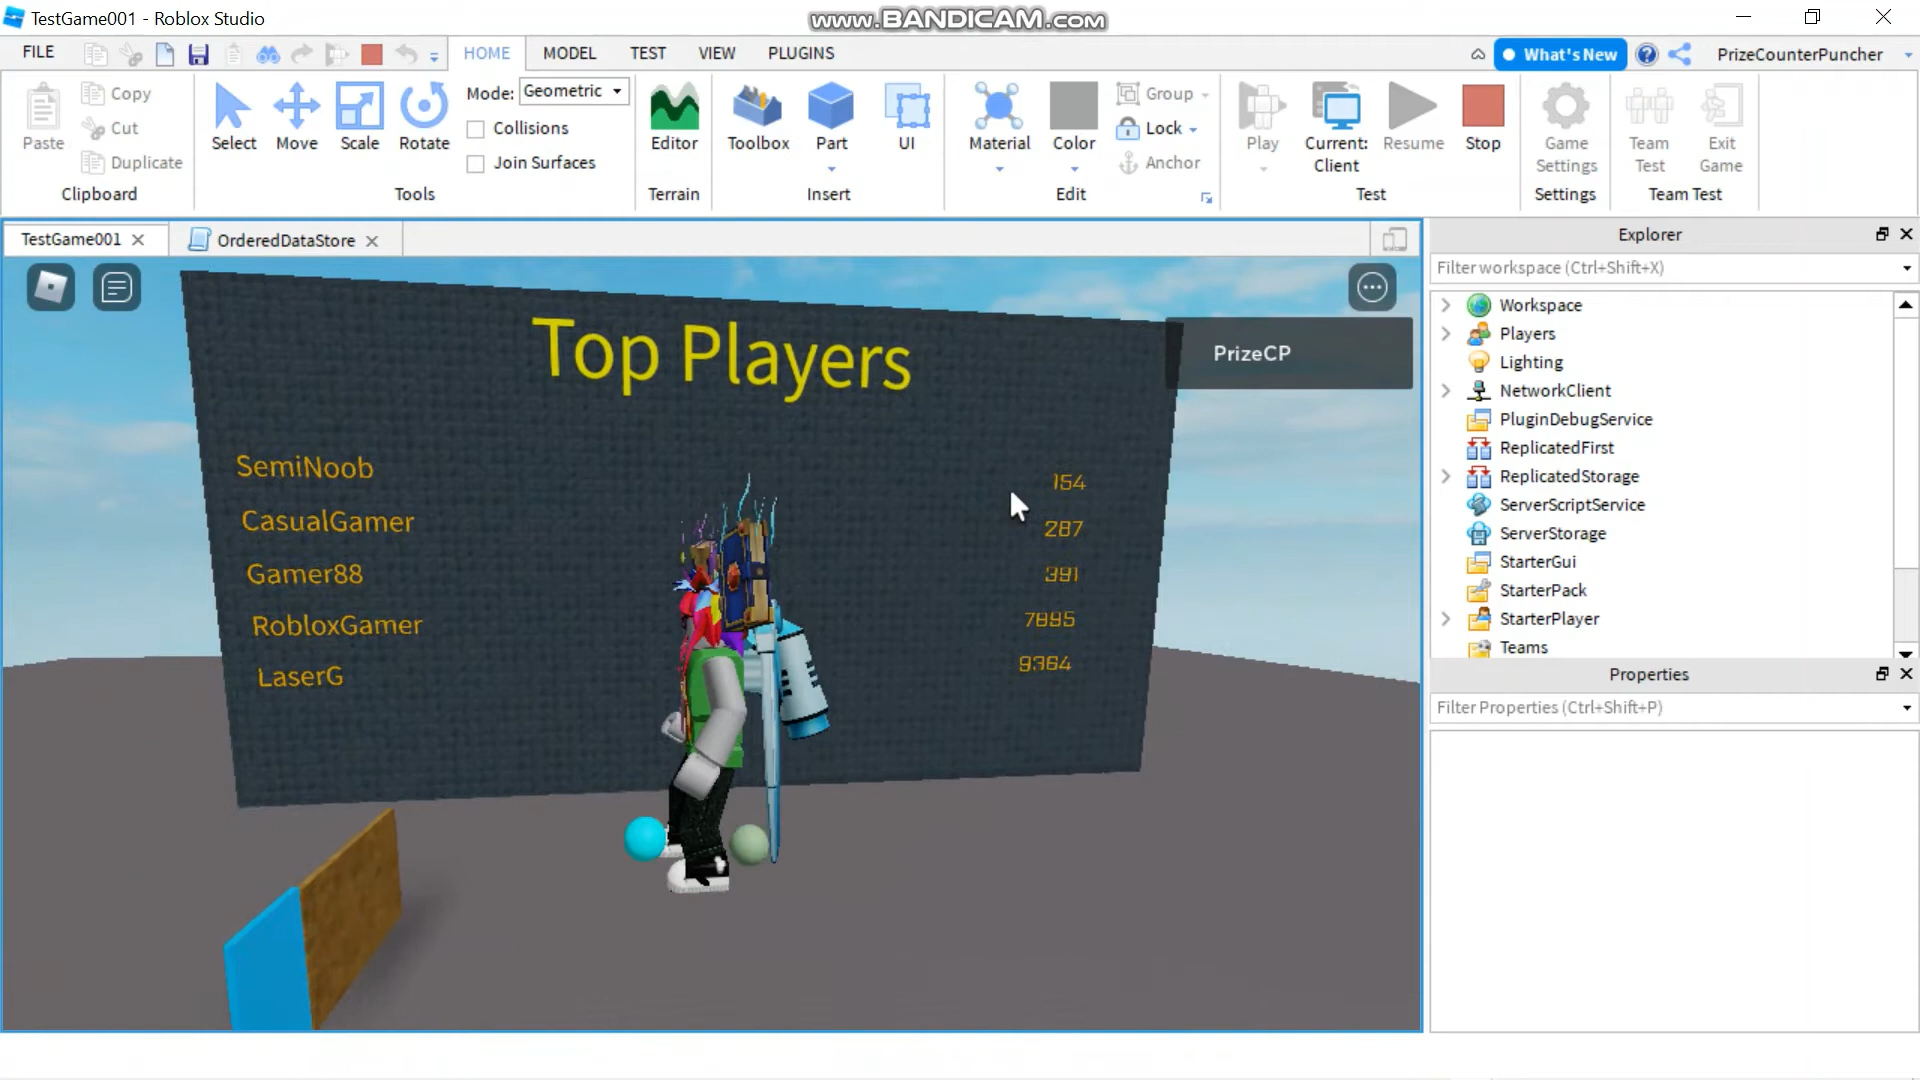 TestGame001 - Roblox Studio
www.BANDICAM.com
FILE HOME MODEL TEST VIEW PLUGINS What's New PrizeCounterPuncher
Paste Copy Cut Duplicate Clipboard
Select Move Scale Rotate Mode: Geometric Collisions Join Surfaces Tools
Editor Terrain
Toolbox Part UI Insert
Material Color Group Lock Anchor Edit
Play Current: Client Resume Stop Test
Game Settings Settings
Team Test Exit Game Team Test
TestGame001 OrderedDataStore
Top Players
PrizeCP
SemiNoob 154
CasualGamer 287
Gamer88 391
RobloxGamer 7895
LaserG 9364
Explorer
Filter workspace (Ctrl+Shift+X)
Workspace
Players
Lighting
NetworkClient
PluginDebugService
ReplicatedFirst
ReplicatedStorage
ServerScriptService
ServerStorage
StarterGui
StarterPack
StarterPlayer
Teams
Properties
Filter Properties (Ctrl+Shift+P)